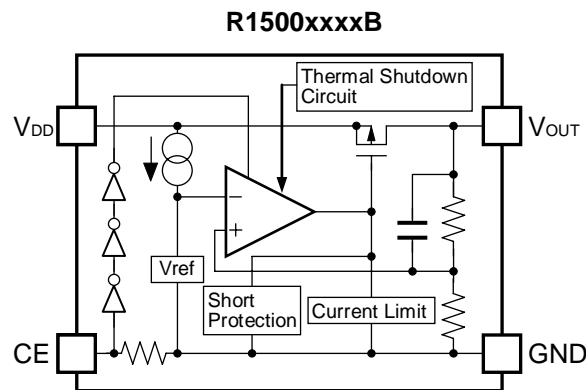 R1500xxxxB
Thermal Shutdown
Circuit
VDD
VOUT
−
+
Vref
Short
Protection
Current Limit
CE
GND